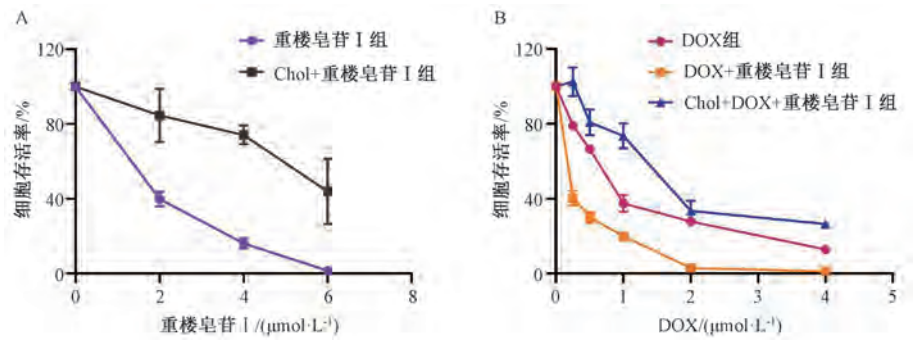 A
重楼皂苷Ⅰ组
Chol+重楼皂苷Ⅰ组
120
80
40
0
细胞存活率/%
0 2 4 6 8
重楼皂苷Ⅰ/(μmol·L⁻¹)
B
DOX组
DOX+重楼皂苷Ⅰ组
Chol+DOX+重楼皂苷Ⅰ组
120
80
40
0
细胞存活率/%
0 1 2 3 4 5
DOX/(μmol·L⁻¹)